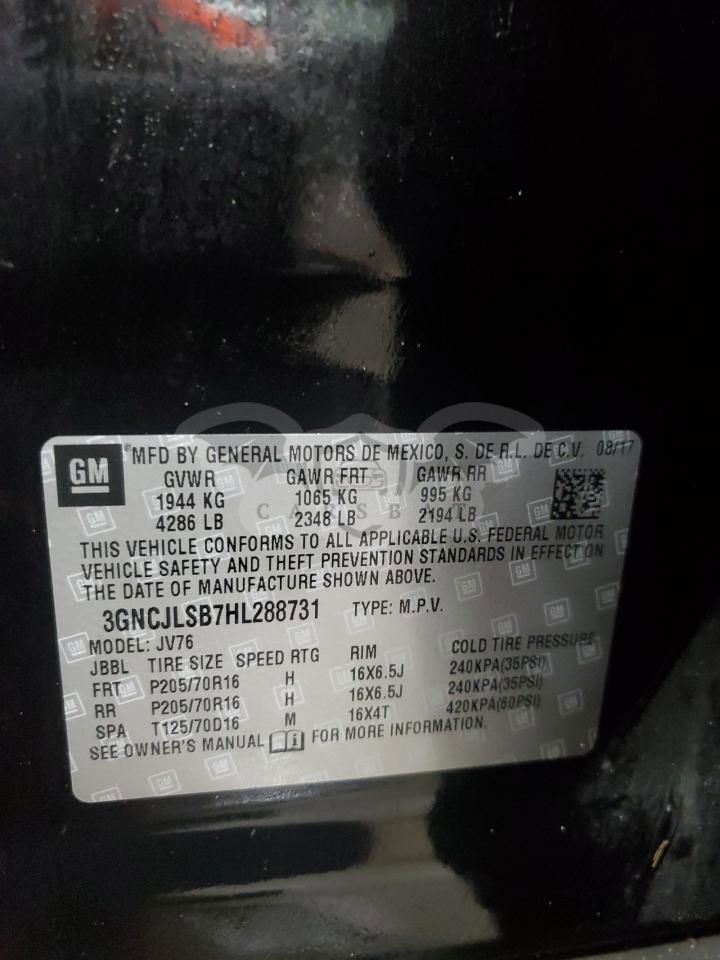 GM
MFD BY GENERAL MOTORS DE MEXICO, S. DE R.L. DE C.V. 08/17
GVWR GAWR FRT GAWR RR
1944 KG 1065 KG 995 KG
4286 LB 2348 LB 2194 LB
CARSB
THIS VEHICLE CONFORMS TO ALL APPLICABLE U.S. FEDERAL MOTOR
VEHICLE SAFETY AND THEFT PREVENTION STANDARDS IN EFFECT ON
THE DATE OF MANUFACTURE SHOWN ABOVE.
3GNCJLSB7HL288731 TYPE: M.P.V.
MODEL: JV76
JBBL TIRE SIZE SPEED RTG RIM COLD TIRE PRESSURE
FRT P205/70R16 H 16X6.5J 240KPA(35PSI)
RR P205/70R16 H 16X6.5J 240KPA(35PSI)
SPA T125/70D16 M 16X4T 420KPA(60PSI)
SEE OWNER'S MANUAL FOR MORE INFORMATION.